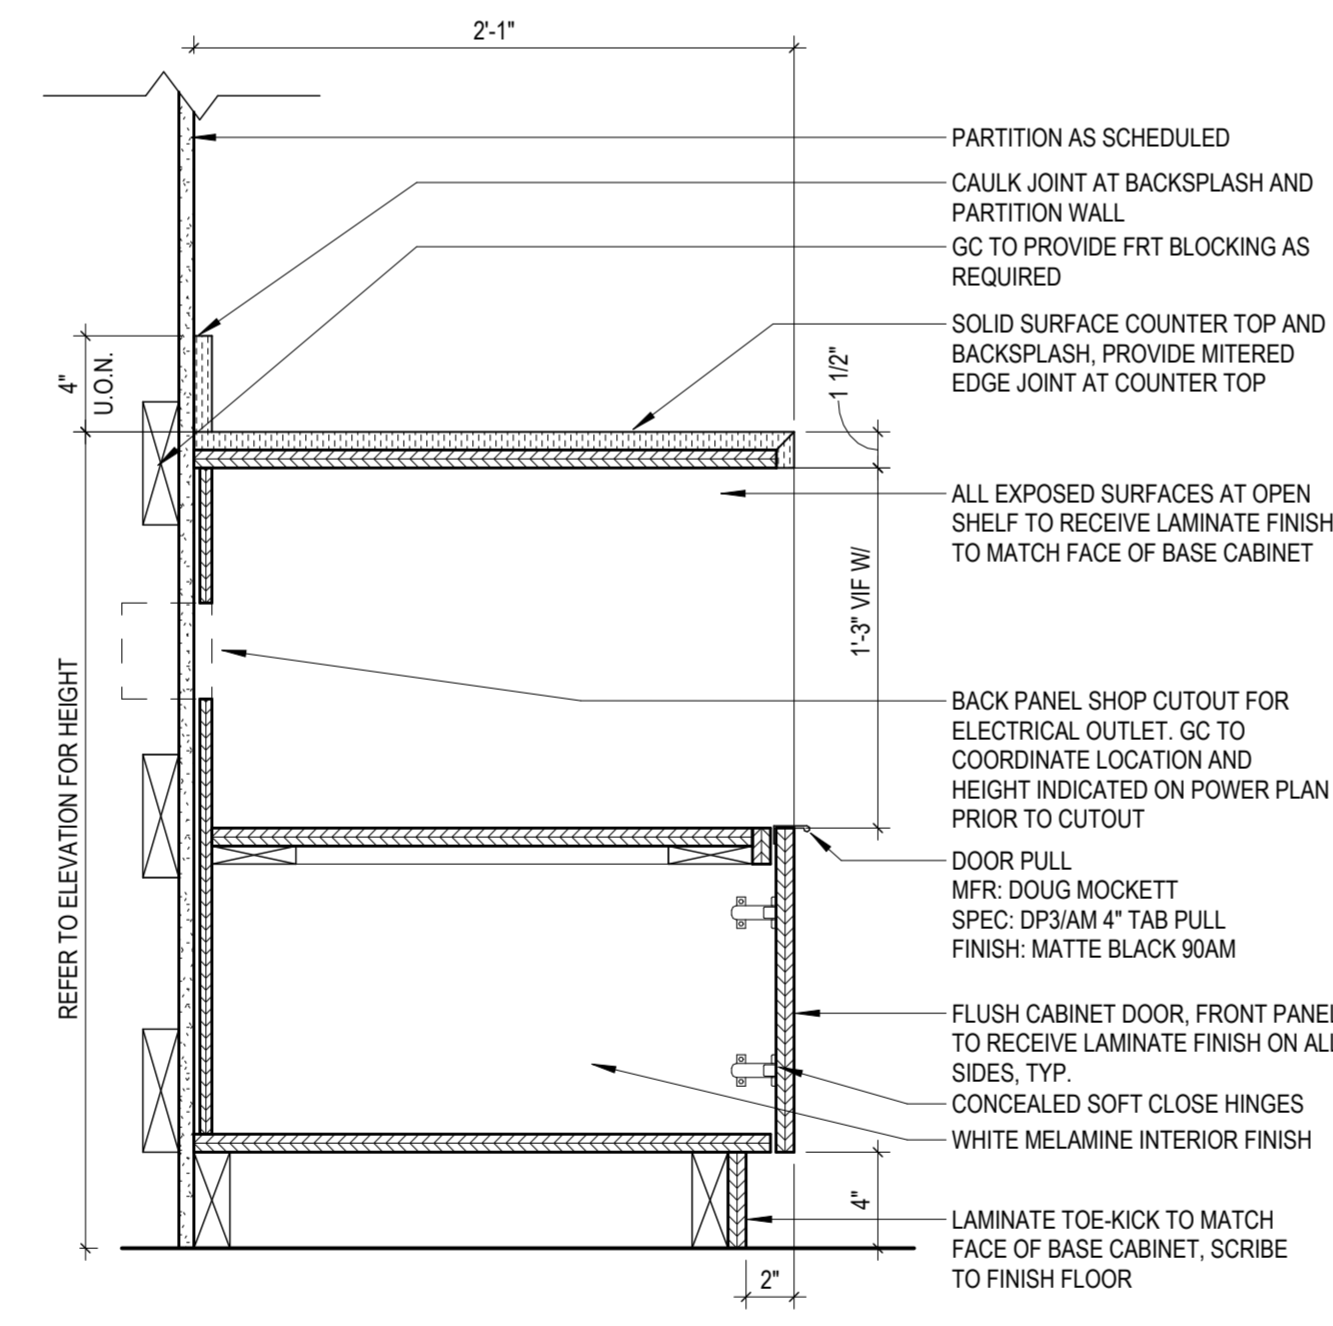 2'-1"
PARTITION AS SCHEDULED
CAULK JOINT AT BACKSPLASH AND
PARTITION WALL
GC TO PROVIDE FRT BLOCKING AS
REQUIRED
SOLID SURFACE COUNTER TOP AND
BACKSPLASH, PROVIDE MITERED
EDGE JOINT AT COUNTER TOP
4"
U.O.N.
1 1/2"
ALL EXPOSED SURFACES AT OPEN
SHELF TO RECEIVE LAMINATE FINISH
TO MATCH FACE OF BASE CABINET
1'-3" VIF W/
REFER TO ELEVATION FOR HEIGHT
BACK PANEL SHOP CUTOUT FOR
ELECTRICAL OUTLET. GC TO
COORDINATE LOCATION AND
HEIGHT INDICATED ON POWER PLAN
PRIOR TO CUTOUT
DOOR PULL
MFR: DOUG MOCKETT
SPEC: DP3/AM 4" TAB PULL
FINISH: MATTE BLACK 90AM
FLUSH CABINET DOOR, FRONT PANEL
TO RECEIVE LAMINATE FINISH ON ALL
SIDES, TYP.
CONCEALED SOFT CLOSE HINGES
WHITE MELAMINE INTERIOR FINISH
4"
LAMINATE TOE-KICK TO MATCH
FACE OF BASE CABINET, SCRIBE
TO FINISH FLOOR
2"